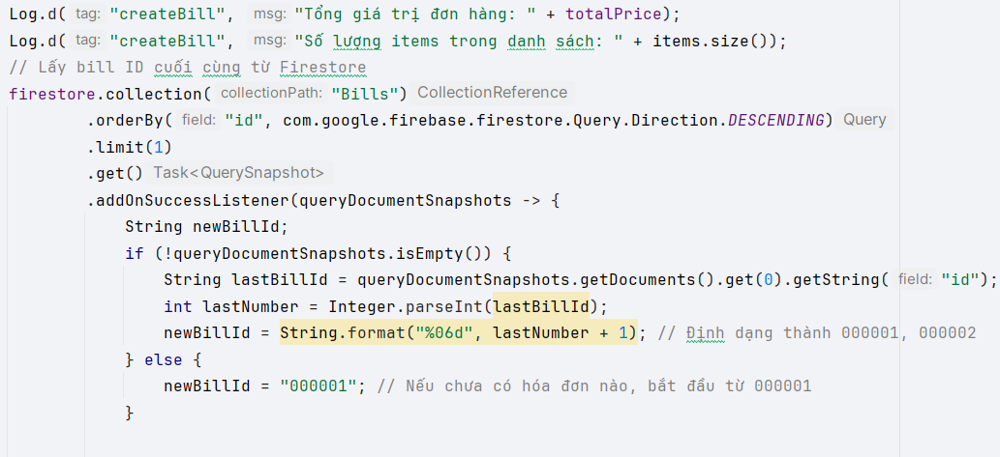 Log.d( tag: "createBill", msg: "Tổng giá trị đơn hàng: " + totalPrice);
Log.d( tag: "createBill", msg: "Số lượng items trong danh sách: " + items.size());
// Lấy bill ID cuối cùng từ Firestore
firestore.collection( collectionPath: "Bills") CollectionReference
.orderBy( field: "id", com.google.firebase.firestore.Query.Direction.DESCENDING) Query
.limit(1)
.get() Task<QuerySnapshot>
.addOnSuccessListener(queryDocumentSnapshots -> {
String newBillId;
if (!queryDocumentSnapshots.isEmpty()) {
String lastBillId = queryDocumentSnapshots.getDocuments().get(0).getString( field: "id");
int lastNumber = Integer.parseInt(lastBillId);
newBillId = String.format("%06d", lastNumber + 1); // Định dạng thành 000001, 000002
} else {
newBillId = "000001"; // Nếu chưa có hóa đơn nào, bắt đầu từ 000001
}